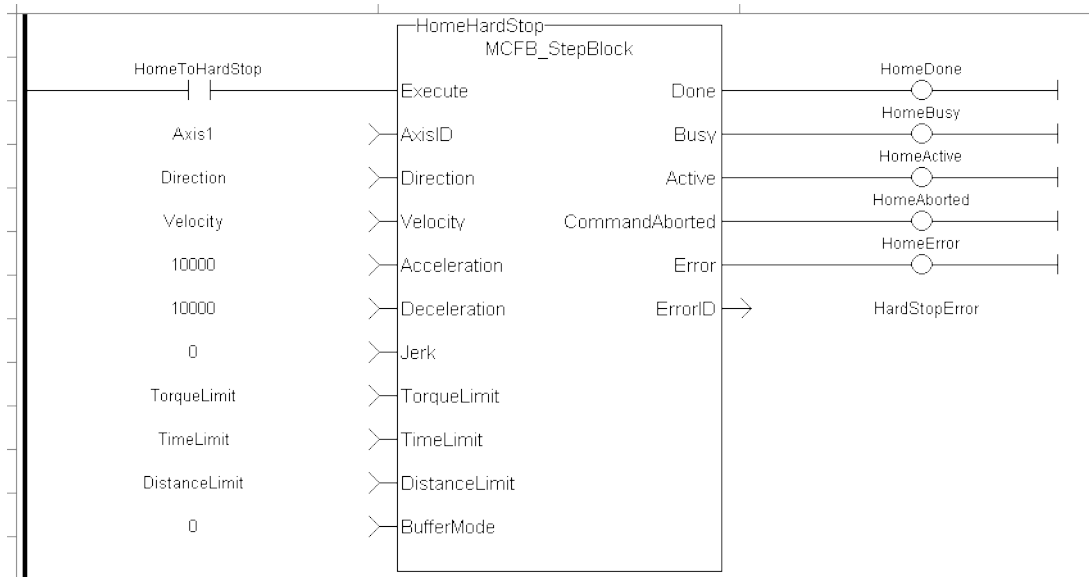 HomeHardStop
MCFB_StepBlock
HomeToHardStop
Execute
Done
HomeDone
Axis1
AxisID
Busy
HomeBusy
Direction
Direction
Active
HomeActive
Velocity
Velocity
CommandAborted
HomeAborted
10000
Acceleration
Error
HomeError
10000
Deceleration
ErrorID
HardStopError
0
Jerk
TorqueLimit
TorqueLimit
TimeLimit
TimeLimit
DistanceLimit
DistanceLimit
0
BufferMode